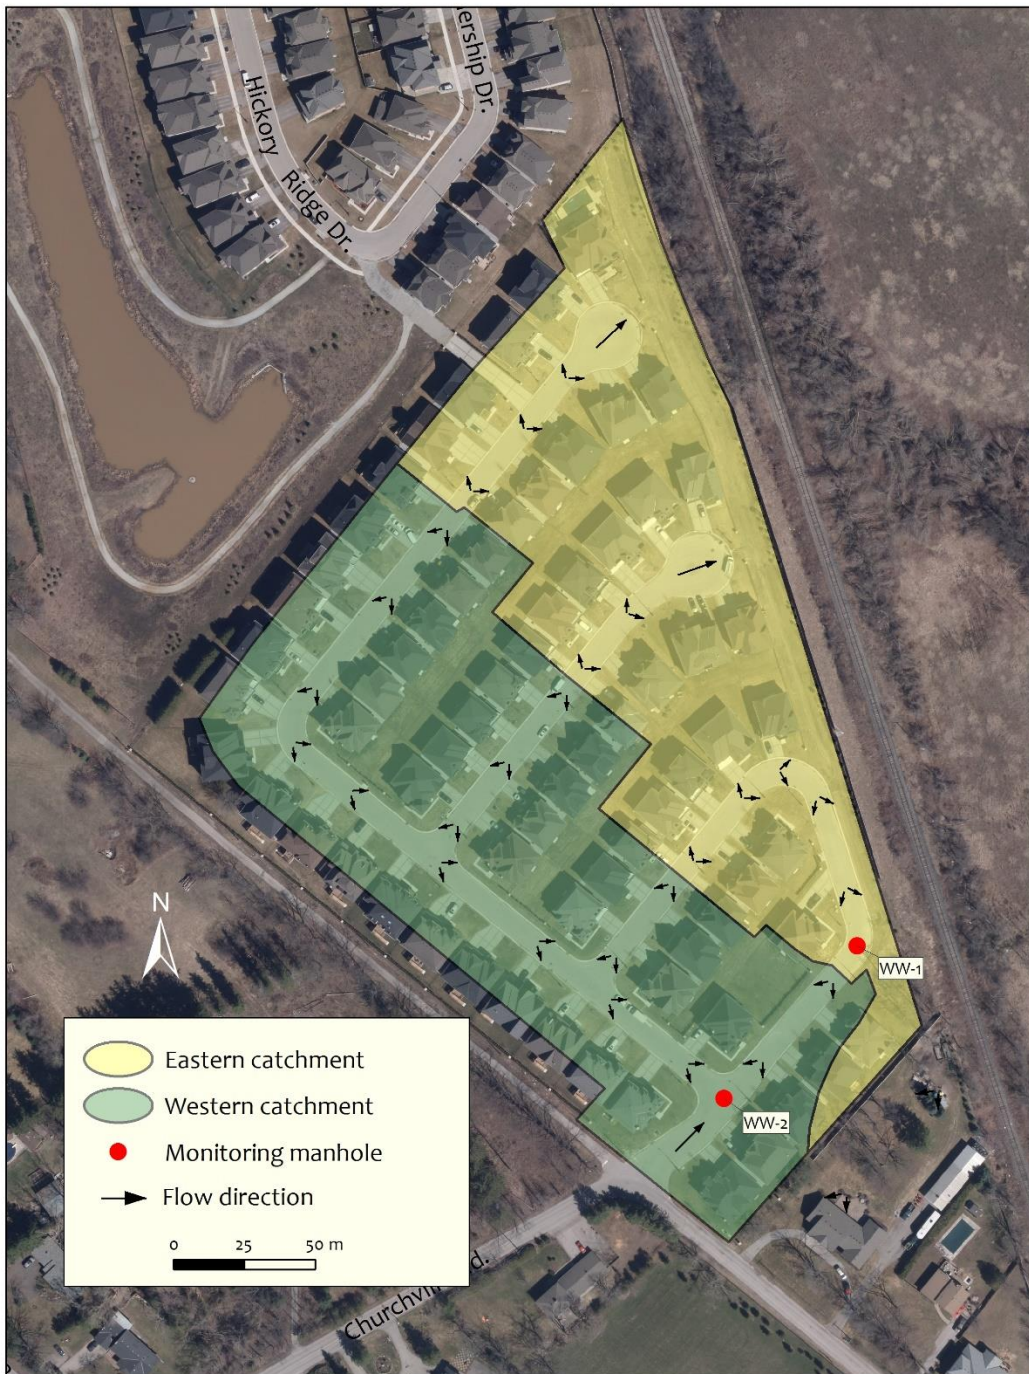 Hickory
Ridge Dr.
ership Dr.
N
WW-1
WW-2
Eastern catchment
Western catchment
Monitoring manhole
Flow direction
0 25 50 m
Churchvill
d.